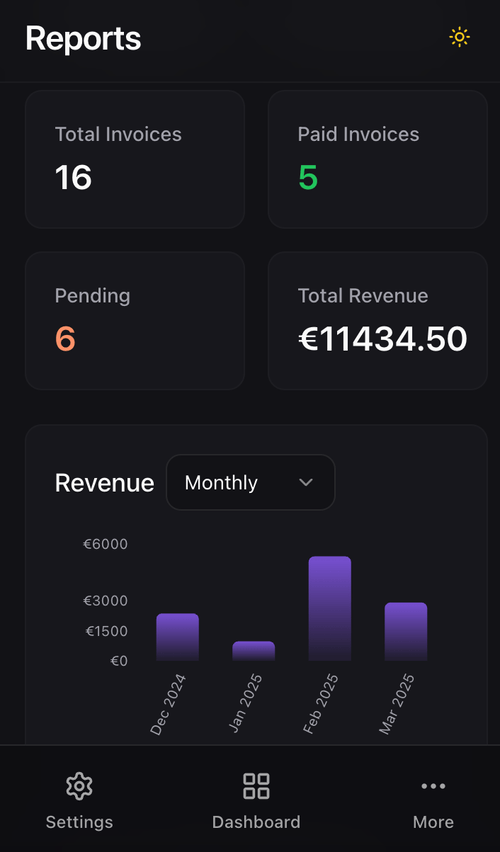 Reports
Total Invoices
16
Paid Invoices
5
Pending
6
Total Revenue
€11434.50
Revenue
Monthly
€6000
€3000
€1500
€0
Dec 2024
Jan 2025
Feb 2025
Mar 2025
Settings
Dashboard
More